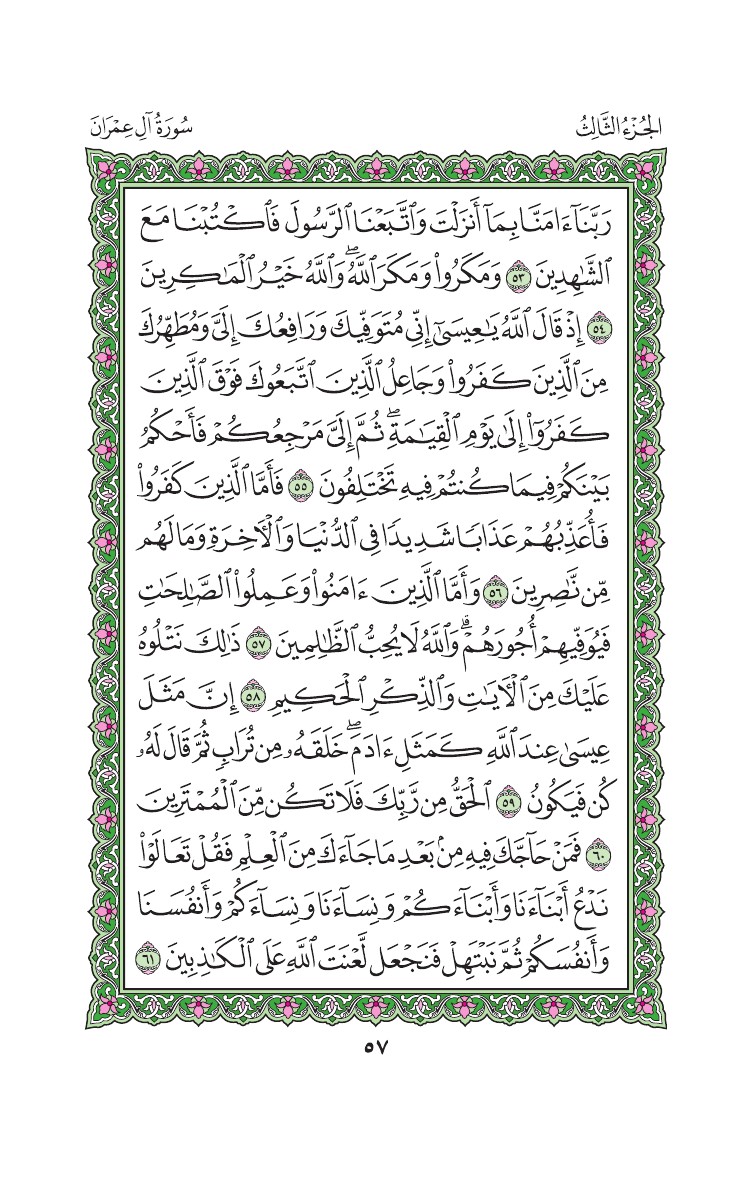 الجُزْءُ الثَّالِثُ
سُورَةُ آلِ عِمْرَانَ
رَبَّنَآ ءَامَنَّا بِمَآ أَنزَلْتَ وَٱتَّبَعْنَا ٱلرَّسُولَ فَٱكْتُبْنَا مَعَ
ٱلشَّٰهِدِينَ ٥٣ وَمَكَرُوا۟ وَمَكَرَ ٱللَّهُ ۖ وَٱللَّهُ خَيْرُ ٱلْمَٰكِرِينَ
٥٤ إِذْ قَالَ ٱللَّهُ يَٰعِيسَىٰٓ إِنِّى مُتَوَفِّيكَ وَرَافِعُكَ إِلَىَّ وَمُطَهِّرُكَ
مِنَ ٱلَّذِينَ كَفَرُوا۟ وَجَاعِلُ ٱلَّذِينَ ٱتَّبَعُوكَ فَوْقَ ٱلَّذِينَ
كَفَرُوٓا۟ إِلَىٰ يَوْمِ ٱلْقِيَٰمَةِ ۖ ثُمَّ إِلَىَّ مَرْجِعُكُمْ فَأَحْكُمُ
بَيْنَكُمْ فِيمَا كُنتُمْ فِيهِ تَخْتَلِفُونَ ٥٥ فَأَمَّا ٱلَّذِينَ كَفَرُوا۟
فَأُعَذِّبُهُمْ عَذَابًا شَدِيدًا فِى ٱلدُّنْيَا وَٱلْءَاخِرَةِ وَمَا لَهُم
مِّن نَّٰصِرِينَ ٥٦ وَأَمَّا ٱلَّذِينَ ءَامَنُوا۟ وَعَمِلُوا۟ ٱلصَّٰلِحَٰتِ
فَيُوَفِّيهِمْ أُجُورَهُمْ ۗ وَٱللَّهُ لَا يُحِبُّ ٱلظَّٰلِمِينَ ٥٧ ذَٰلِكَ نَتْلُوهُ
عَلَيْكَ مِنَ ٱلْءَايَٰتِ وَٱلذِّكْرِ ٱلْحَكِيمِ ٥٨ إِنَّ مَثَلَ
عِيسَىٰ عِندَ ٱللَّهِ كَمَثَلِ ءَادَمَ ۖ خَلَقَهُۥ مِن تُرَابٍ ثُمَّ قَالَ لَهُۥ
كُن فَيَكُونُ ٥٩ ٱلْحَقُّ مِن رَّبِّكَ فَلَا تَكُن مِّنَ ٱلْمُمْتَرِينَ
٦٠ فَمَنْ حَآجَّكَ فِيهِ مِنۢ بَعْدِ مَا جَآءَكَ مِنَ ٱلْعِلْمِ فَقُلْ تَعَالَوْا۟
نَدْعُ أَبْنَآءَنَا وَأَبْنَآءَكُمْ وَنِسَآءَنَا وَنِسَآءَكُمْ وَأَنفُسَنَا
وَأَنفُسَكُمْ ثُمَّ نَبْتَهِلْ فَنَجْعَل لَّعْنَتَ ٱللَّهِ عَلَى ٱلْكَٰذِبِينَ ٦١
٥٧